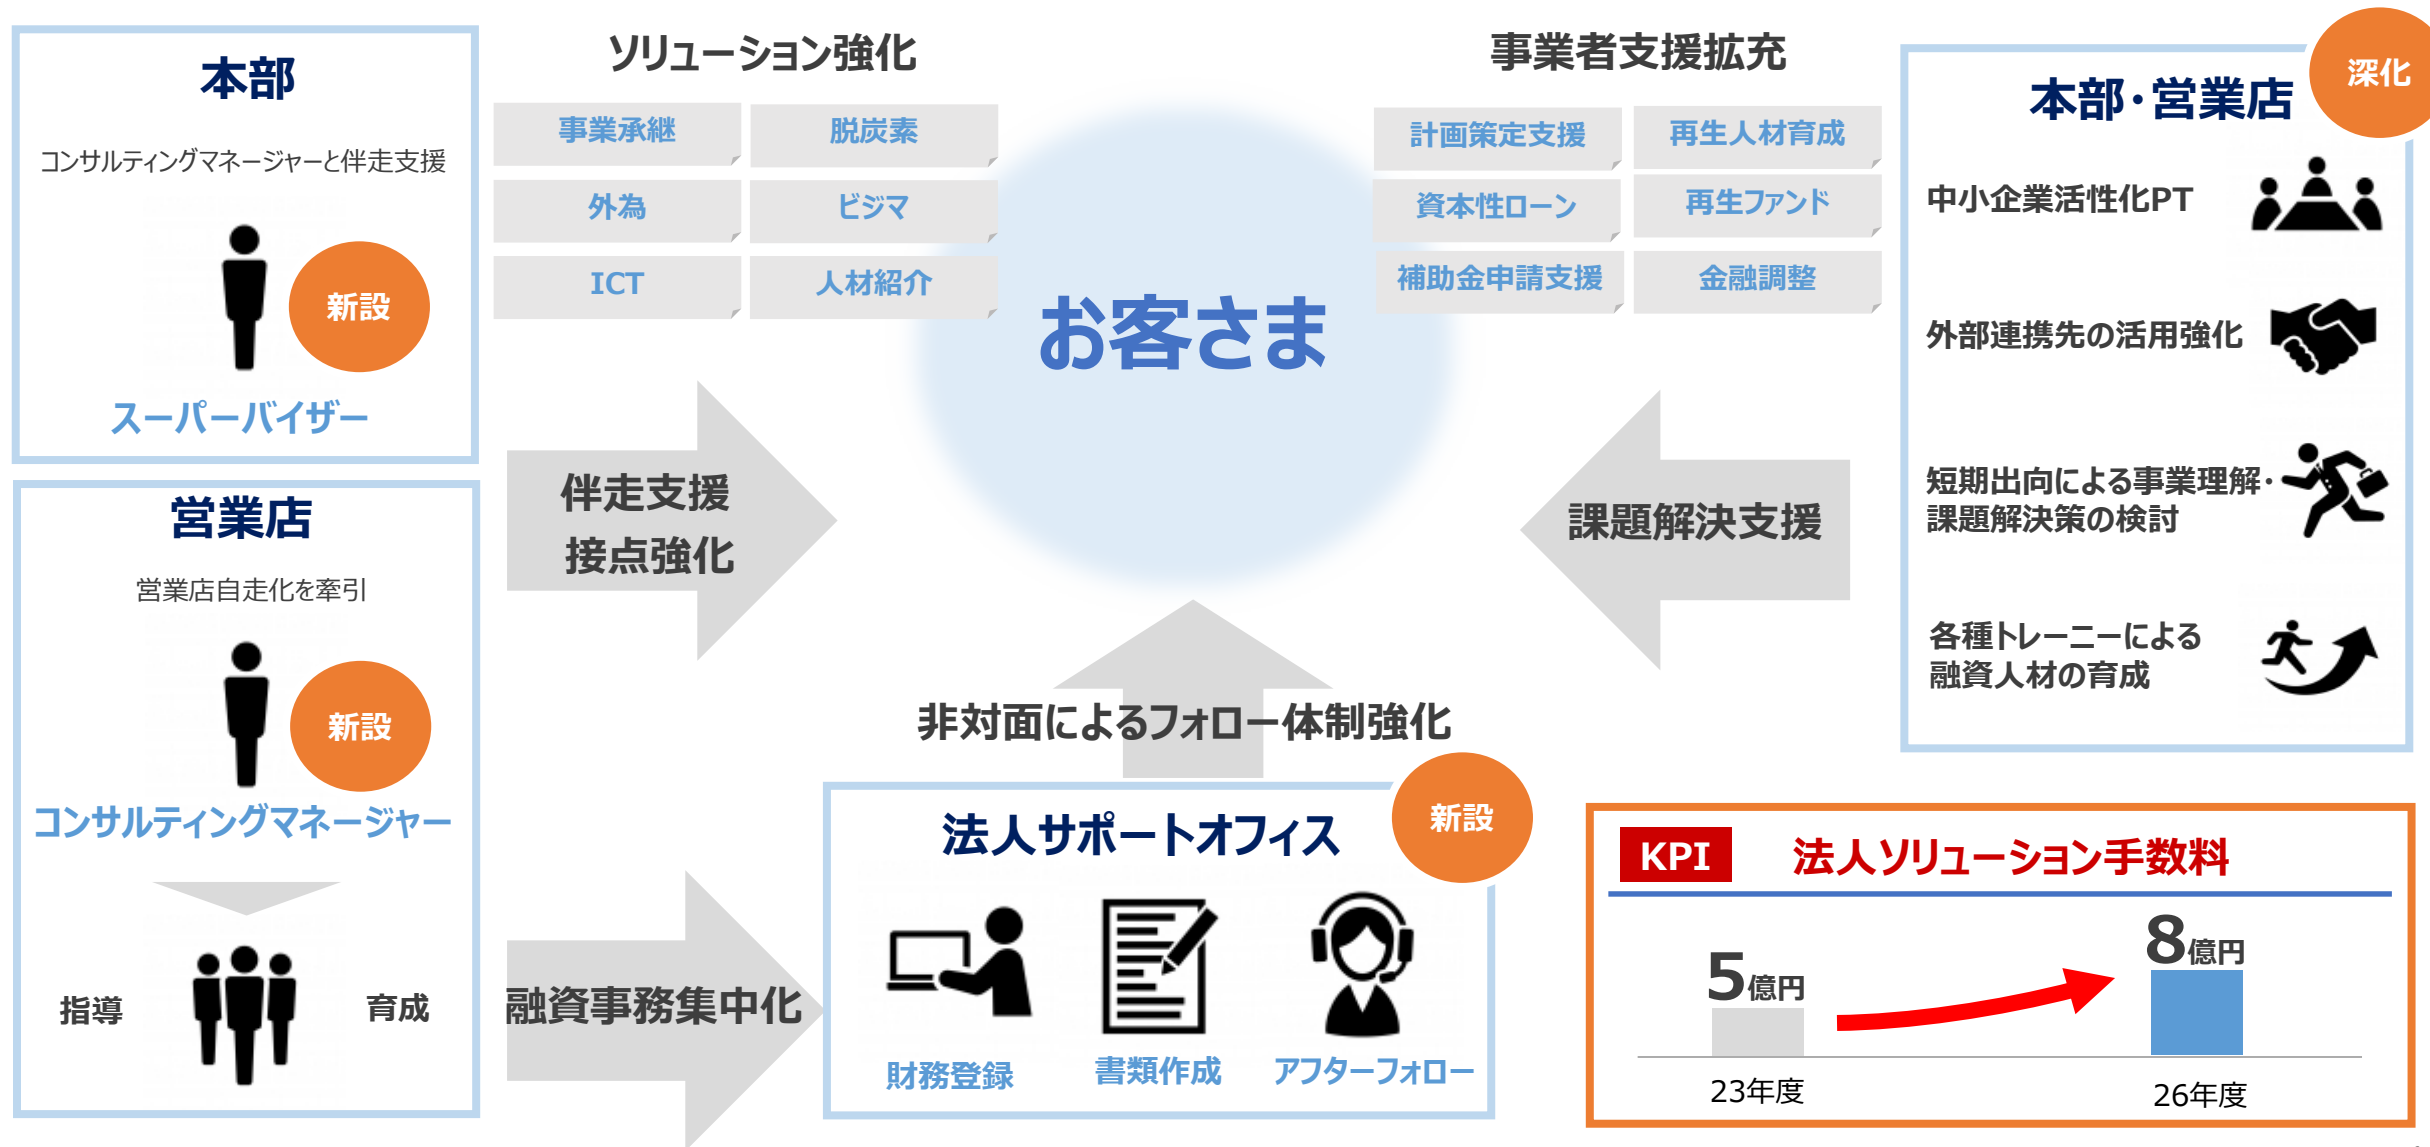 本部
コンサルティングマネージャーと伴走支援
新設
スーパーバイザー
営業店
営業店自走化を牽引
新設
コンサルティングマネージャー
指導
育成
ソリューション強化
事業承継
脱炭素
外為
ビジマ
ICT
人材紹介
伴走支援
接点強化
お客さま
事業者支援拡充
計画策定支援
再生人材育成
資本性ローン
再生ファンド
補助金申請支援
金融調整
課題解決支援
本部・営業店
深化
中小企業活性化PT
外部連携先の活用強化
短期出向による事業理解・
課題解決策の検討
各種トレーニーによる
融資人材の育成
非対面によるフォロー体制強化
融資事務集中化
法人サポートオフィス
新設
財務登録
書類作成
アフターフォロー
KPI
法人ソリューション手数料
5億円
8億円
23年度
26年度